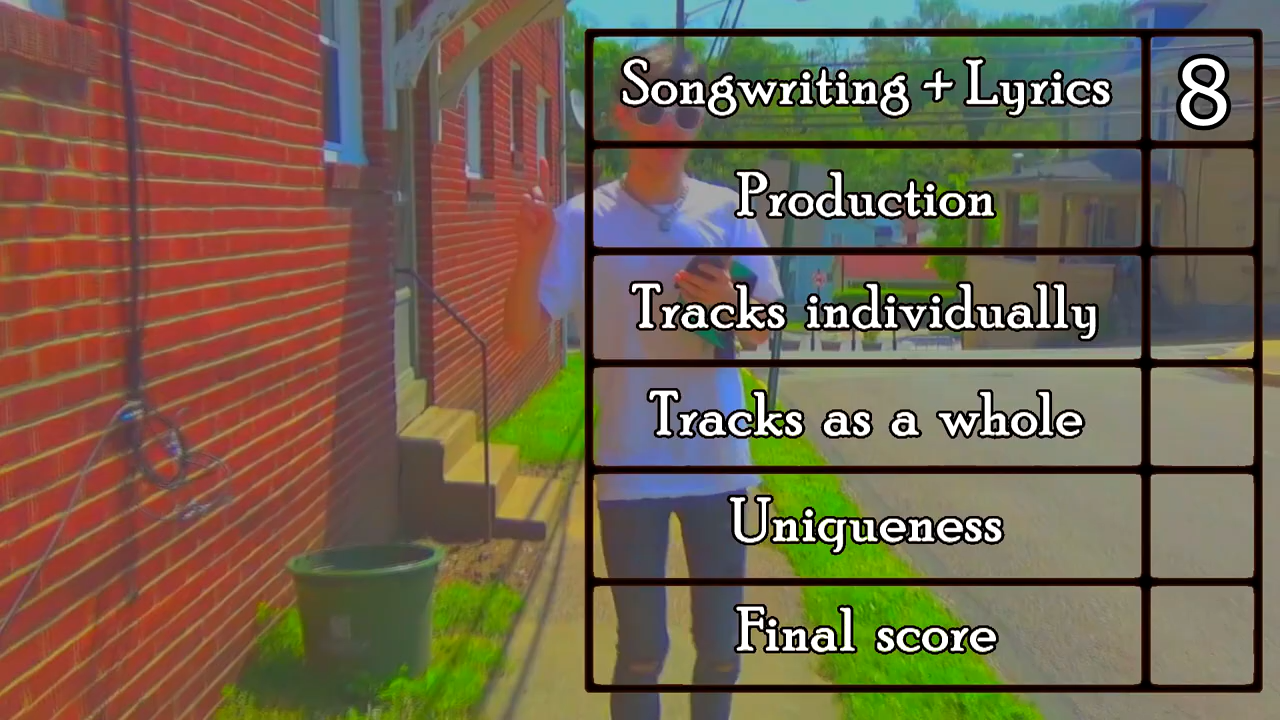 Songwriting + Lyrics 8
Production
Tracks individually
Tracks as a whole
Uniqueness
Final score